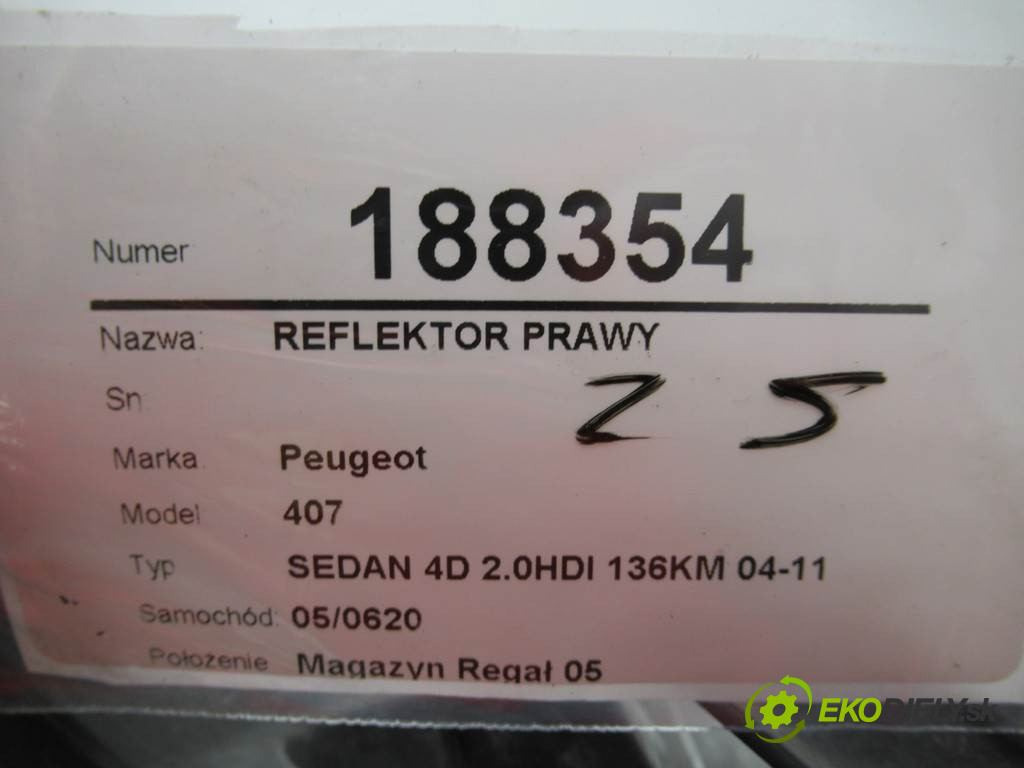 Numer 188354
Nazwa: REFLEKTOR PRAWY
Sn: 25
Marka: Peugeot
Model 407
Typ SEDAN 4D 2.0HDI 136KM 04-11
Samochód: 05/0620
Położenie Magazyn Regał 05
EKODIELY.sk